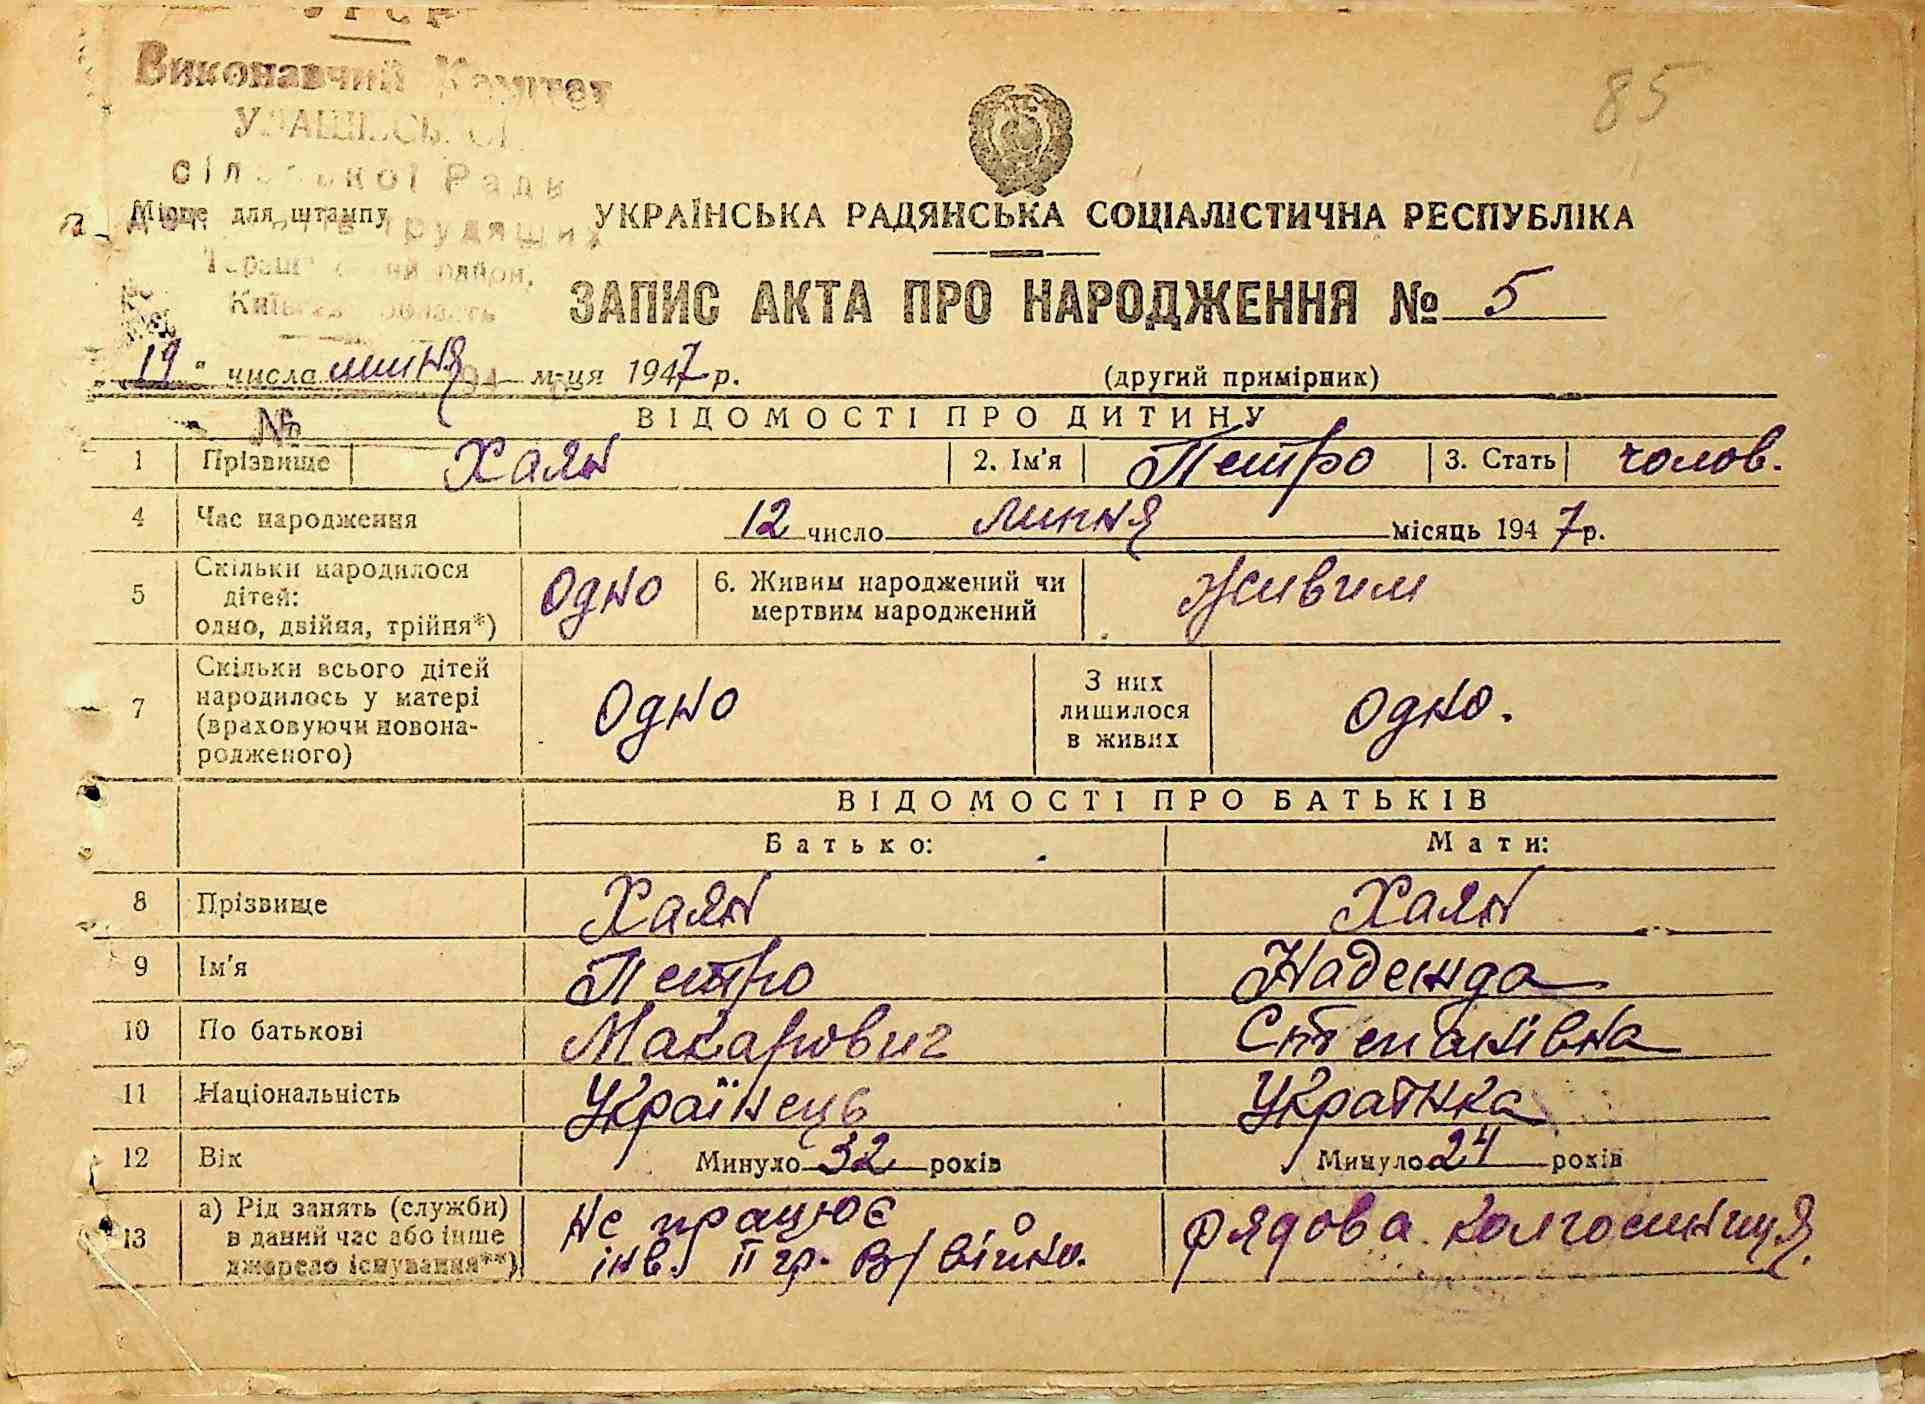 УРСР
Виконавчий Комітет
сільської Ради
Місце для штампу
трудящих
район,
Київська область
85
УКРАЇНСЬКА РАДЯНСЬКА СОЦІАЛІСТИЧНА РЕСПУБЛІКА
ЗАПИС АКТА ПРО НАРОДЖЕННЯ № 5
"19" числа липня м-ця 1947 р.
(другий примірник)
№
ВІДОМОСТІ ПРО ДИТИНУ
1 Прізвище Хаян 2. Ім'я Петро 3. Стать чолов.
4 Час народження 12 число липня місяць 1947 р.
5 Скільки народилося дітей: одно, двійня, трійня*) Одно 6. Живим народжений чи мертвим народжений Живим
7 Скільки всього дітей народилось у матері (враховуючи новонародженого) Одно З них лишилося в живих Одно.
ВІДОМОСТІ ПРО БАТЬКІВ
Батько: Мати:
8 Прізвище Хаян Хаян
9 Ім'я Петро Надежда
10 По батькові Макарович Степанівна
11 Національність Українець Українка
12 Вік Минуло 32 років Минуло 24 років
13 а) Рід занять (служби) в даний час або інше джерело існування**) Не працює інв. II гр. В/війни. рядова колгоспниця.